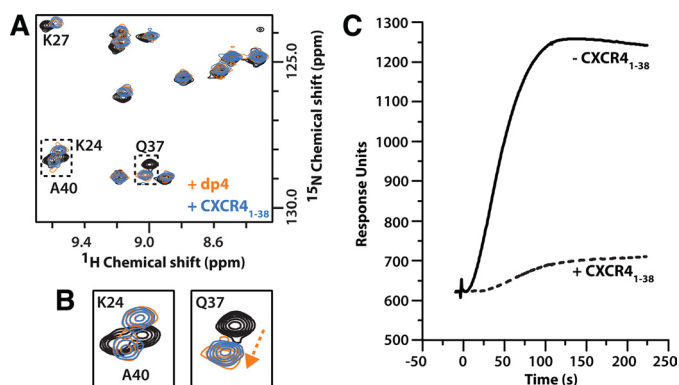 A
K27
K24
Q37
A40
+ dp4
+ CXCR4₁₋₃₈
125.0
130.0
¹⁵N Chemical shift (ppm)
9.4 9.0 8.6
¹H Chemical shift (ppm)
B
K24
A40
Q37
C
1300
1200
1100
1000
900
800
700
600
500
Response Units
- CXCR4₁₋₃₈
+ CXCR4₁₋₃₈
-50 0 50 100 150 200 250
Time (s)